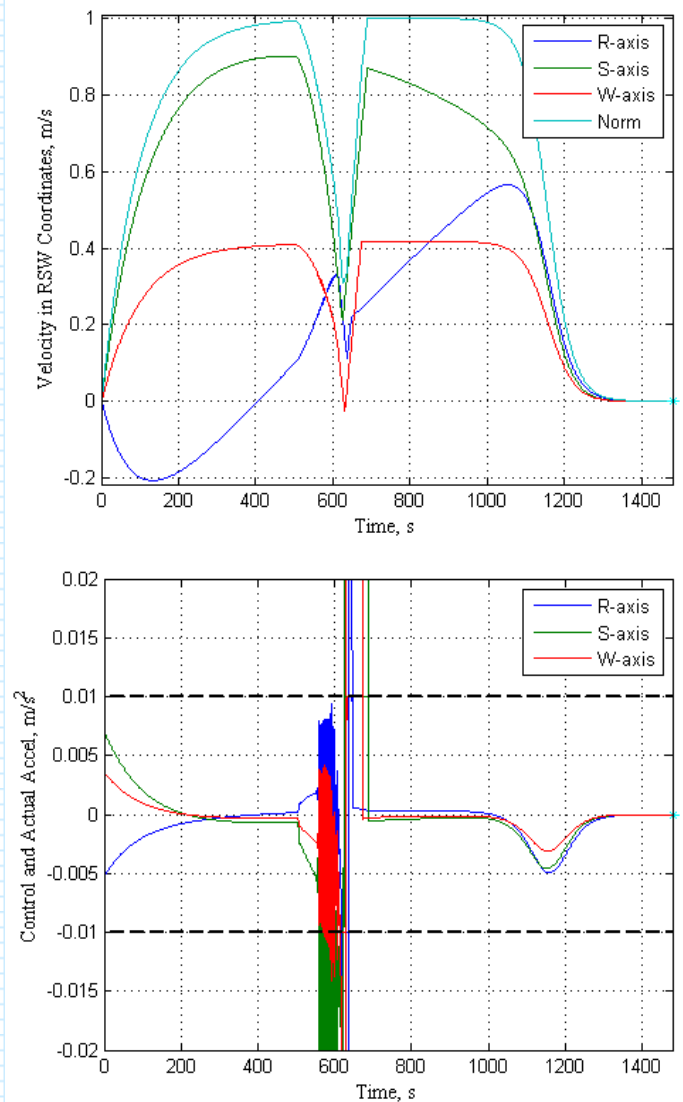 1
0.8
0.6
0.4
0.2
0
-0.2
Velocity in RSW Coordinates, m/s
R-axis
S-axis
W-axis
Norm
0 200 400 600 800 1000 1200 1400
Time, s
0.02
0.015
0.01
0.005
0
-0.005
-0.01
-0.015
-0.02
Control and Actual Accel, m/s²
R-axis
S-axis
W-axis
0 200 400 600 800 1000 1200 1400
Time, s